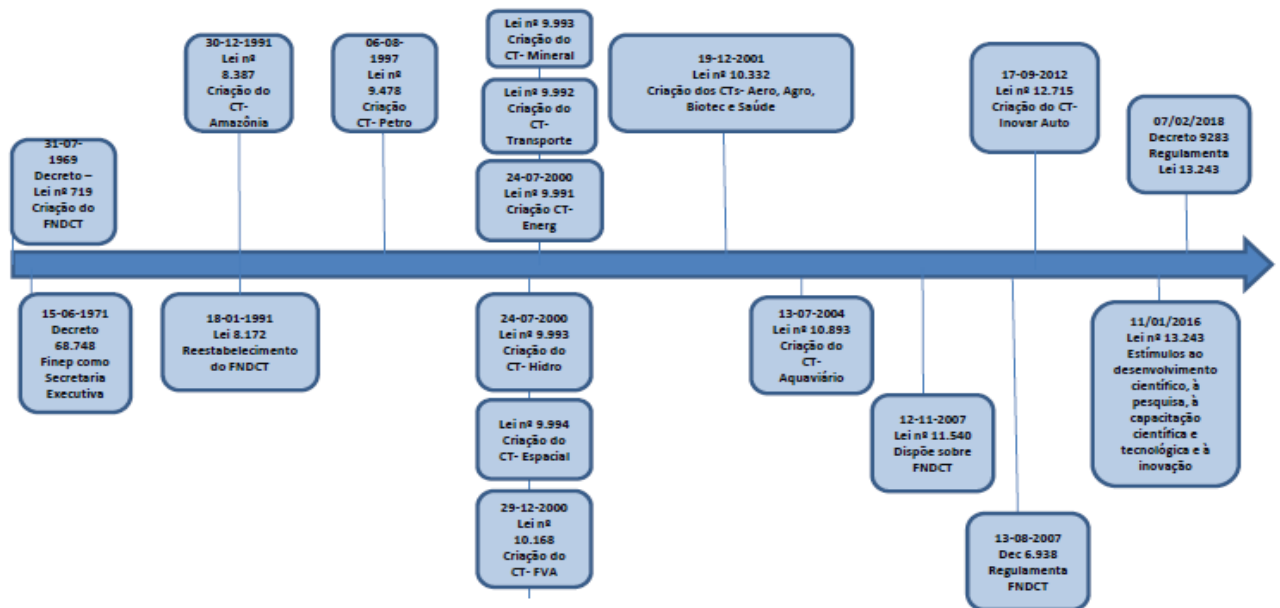 31-07-
1969
Decreto –
Lei nº 719
Criação do
FNDCT
30-12-1991
Lei nº
8.387
Criação do
CT-
Amazônia
06-08-
1997
Lei nº
9.478
Criação
CT- Petro
Lei nº 9.993
Criação do
CT- Mineral
Lei nº 9.992
Criação do
CT-
Transporte
24-07-2000
Lei nº 9.991
Criação CT-
Energ
19-12-2001
Lei nº 10.332
Criação dos CTs- Aero, Agro,
Biotec e Saúde
17-09-2012
Lei nº 12.715
Criação do CT-
Inovar Auto
07/02/2018
Decreto 9283
Regulamenta
Lei 13.243
15-06-1971
Decreto
68.748
Finep como
Secretaria
Executiva
18-01-1991
Lei 8.172
Reestabelecimento
do FNDCT
24-07-2000
Lei nº 9.993
Criação do
CT- Hidro
Lei nº 9.994
Criação do
CT- Espacial
29-12-2000
Lei nº
10.168
Criação do
CT- FVA
13-07-2004
Lei nº 10.893
Criação do
CT-
Aquaviário
12-11-2007
Lei nº 11.540
Dispõe sobre
FNDCT
13-08-2007
Dec 6.938
Regulamenta
FNDCT
11/01/2016
Lei nº 13.243
Estímulos ao
desenvolvimento
científico, à
pesquisa, à
capacitação
científica e
tecnológica e à
inovação